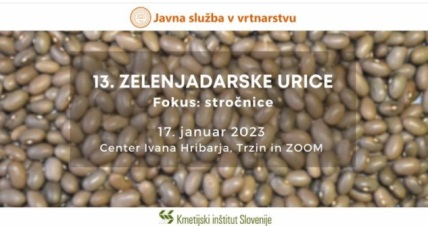 Javna služba v vrtnarstvu
13. ZELENJADARSKE URICE
Fokus: stročnice
17. januar 2023
Center Ivana Hribarja, Trzin in ZOOM
Kmetijski inštitut Slovenije